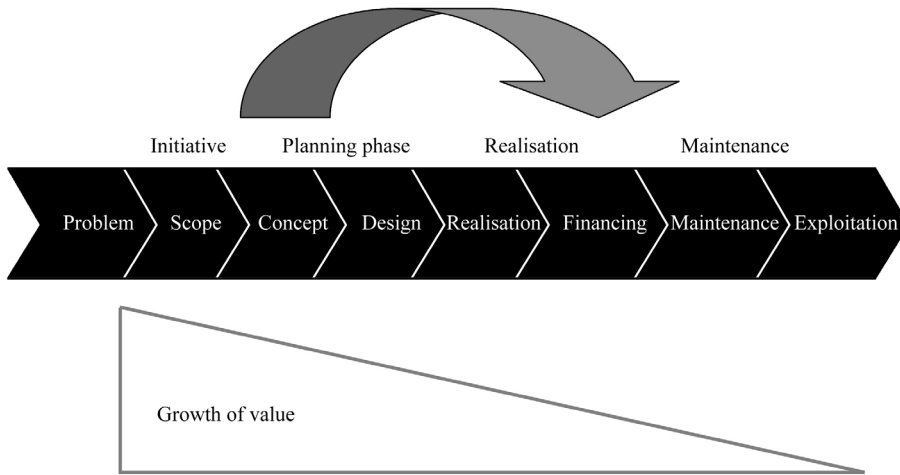 Initiative Planning phase Realisation Maintenance
Problem Scope Concept Design Realisation Financing Maintenance Exploitation
Growth of value